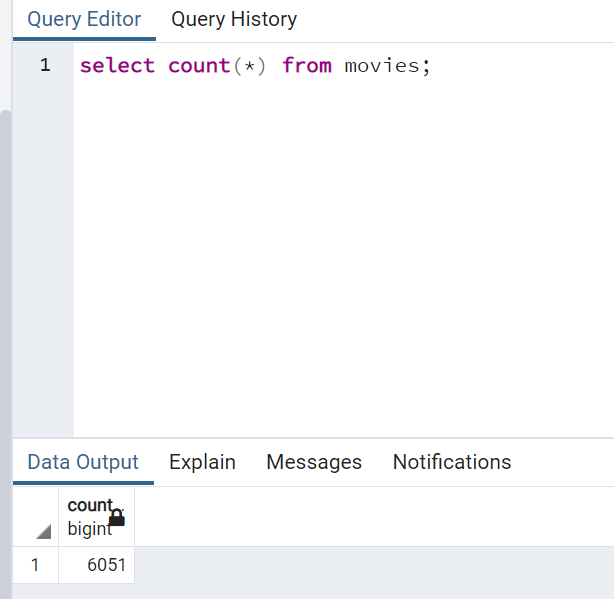 Query Editor Query History
1 select count(*) from movies;
Data Output Explain Messages Notifications
count
bigint
1 6051